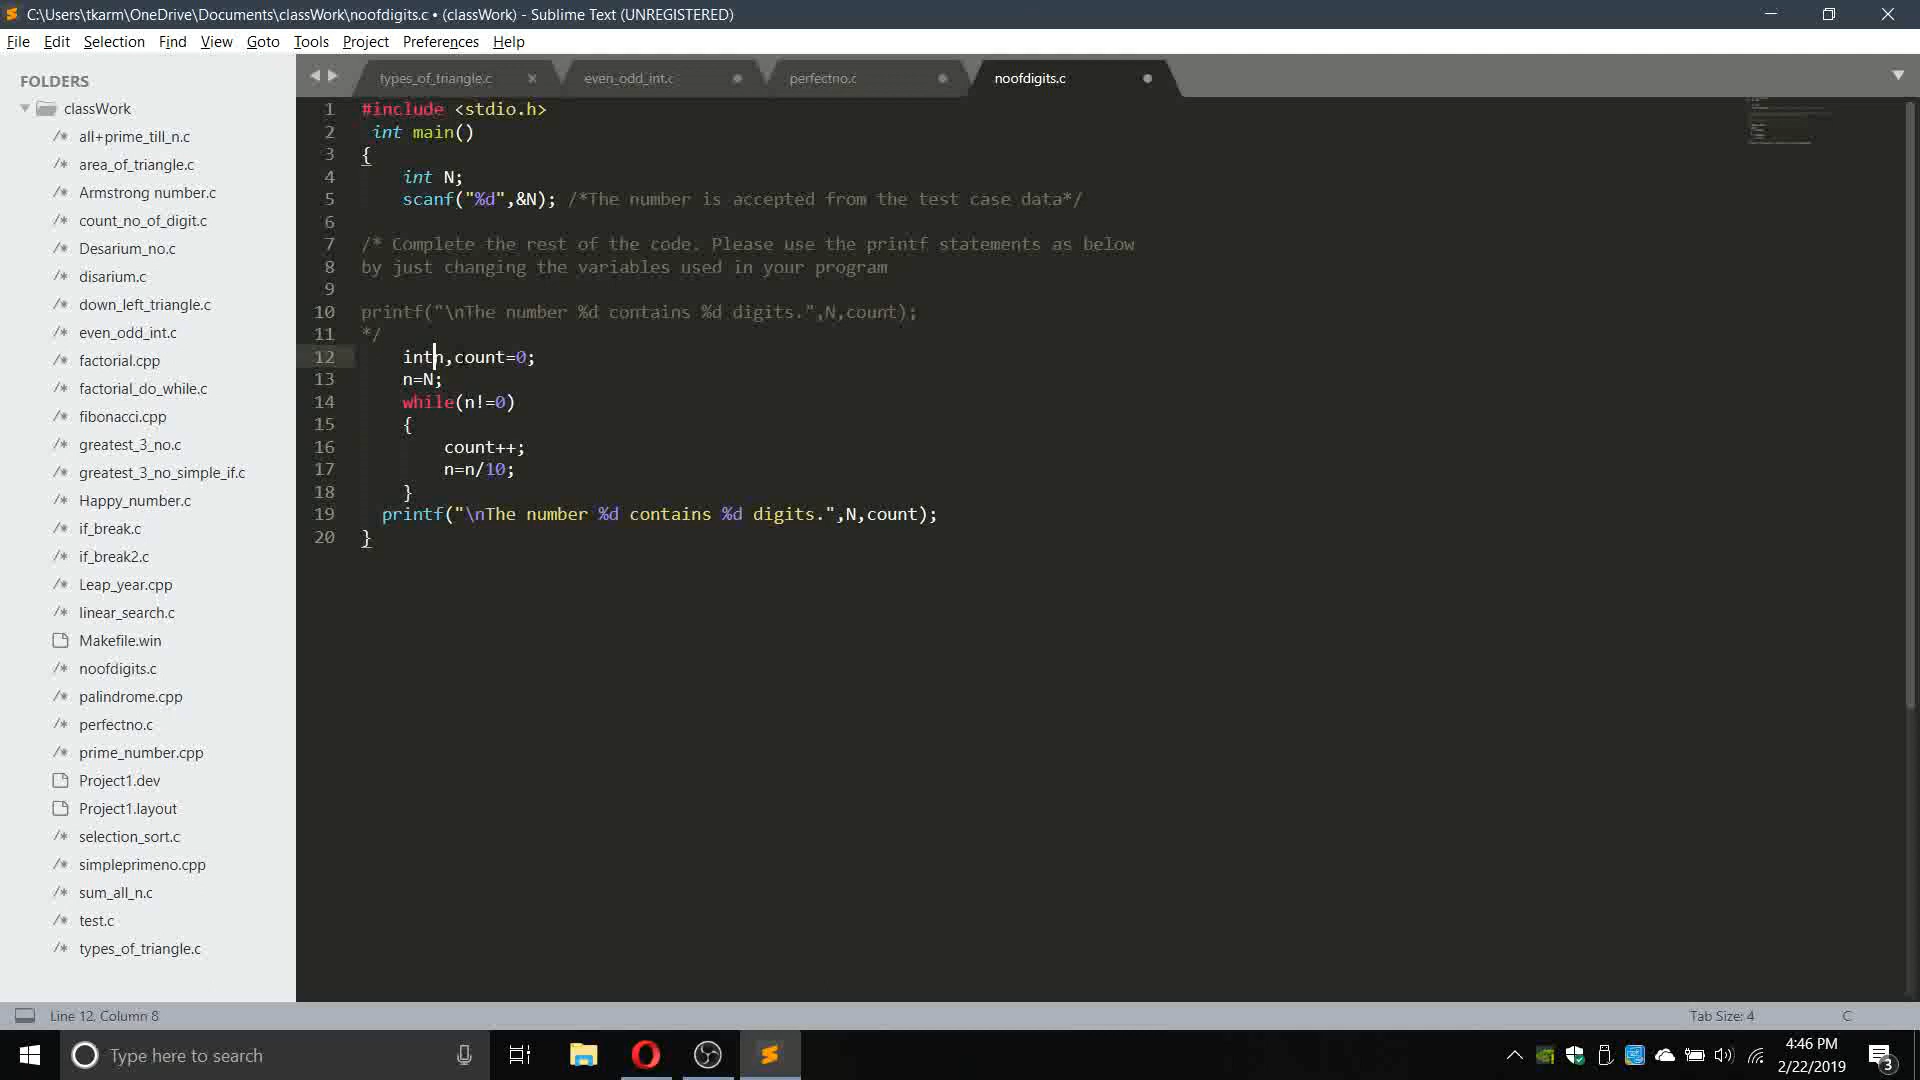 C:\Users\tkarm\OneDrive\Documents\classWork\noofdigits.c • (classWork) - Sublime Text (UNREGISTERED)
File Edit Selection Find View Goto Tools Project Preferences Help
FOLDERS
classWork
all+prime_till_n.c
area_of_triangle.c
Armstrong number.c
count_no_of_digit.c
Desarium_no.c
disarium.c
down_left_triangle.c
even_odd_int.c
factorial.cpp
factorial_do_while.c
fibonacci.cpp
greatest_3_no.c
greatest_3_no_simple_if.c
Happy_number.c
if_break.c
if_break2.c
Leap_year.cpp
linear_search.c
Makefile.win
noofdigits.c
palindrome.cpp
perfectno.c
prime_number.cpp
Project1.dev
Project1.layout
selection_sort.c
simpleprimeno.cpp
sum_all_n.c
test.c
types_of_triangle.c
types_of_triangle.c even_odd_int.c perfectno.c noofdigits.c
1 #include <stdio.h>
2 int main()
3 {
4 int N;
5 scanf("%d",&N); /*The number is accepted from the test case data*/
6
7 /* Complete the rest of the code. Please use the printf statements as below
8 by just changing the variables used in your program
9
10 printf("\nThe number %d contains %d digits.",N,count);
11 */
12 intn,count=0;
13 n=N;
14 while(n!=0)
15 {
16 count++;
17 n=n/10;
18 }
19 printf("\nThe number %d contains %d digits.",N,count);
20 }
Line 12, Column 8 Tab Size: 4 C
Type here to search
4:46 PM
2/22/2019
3